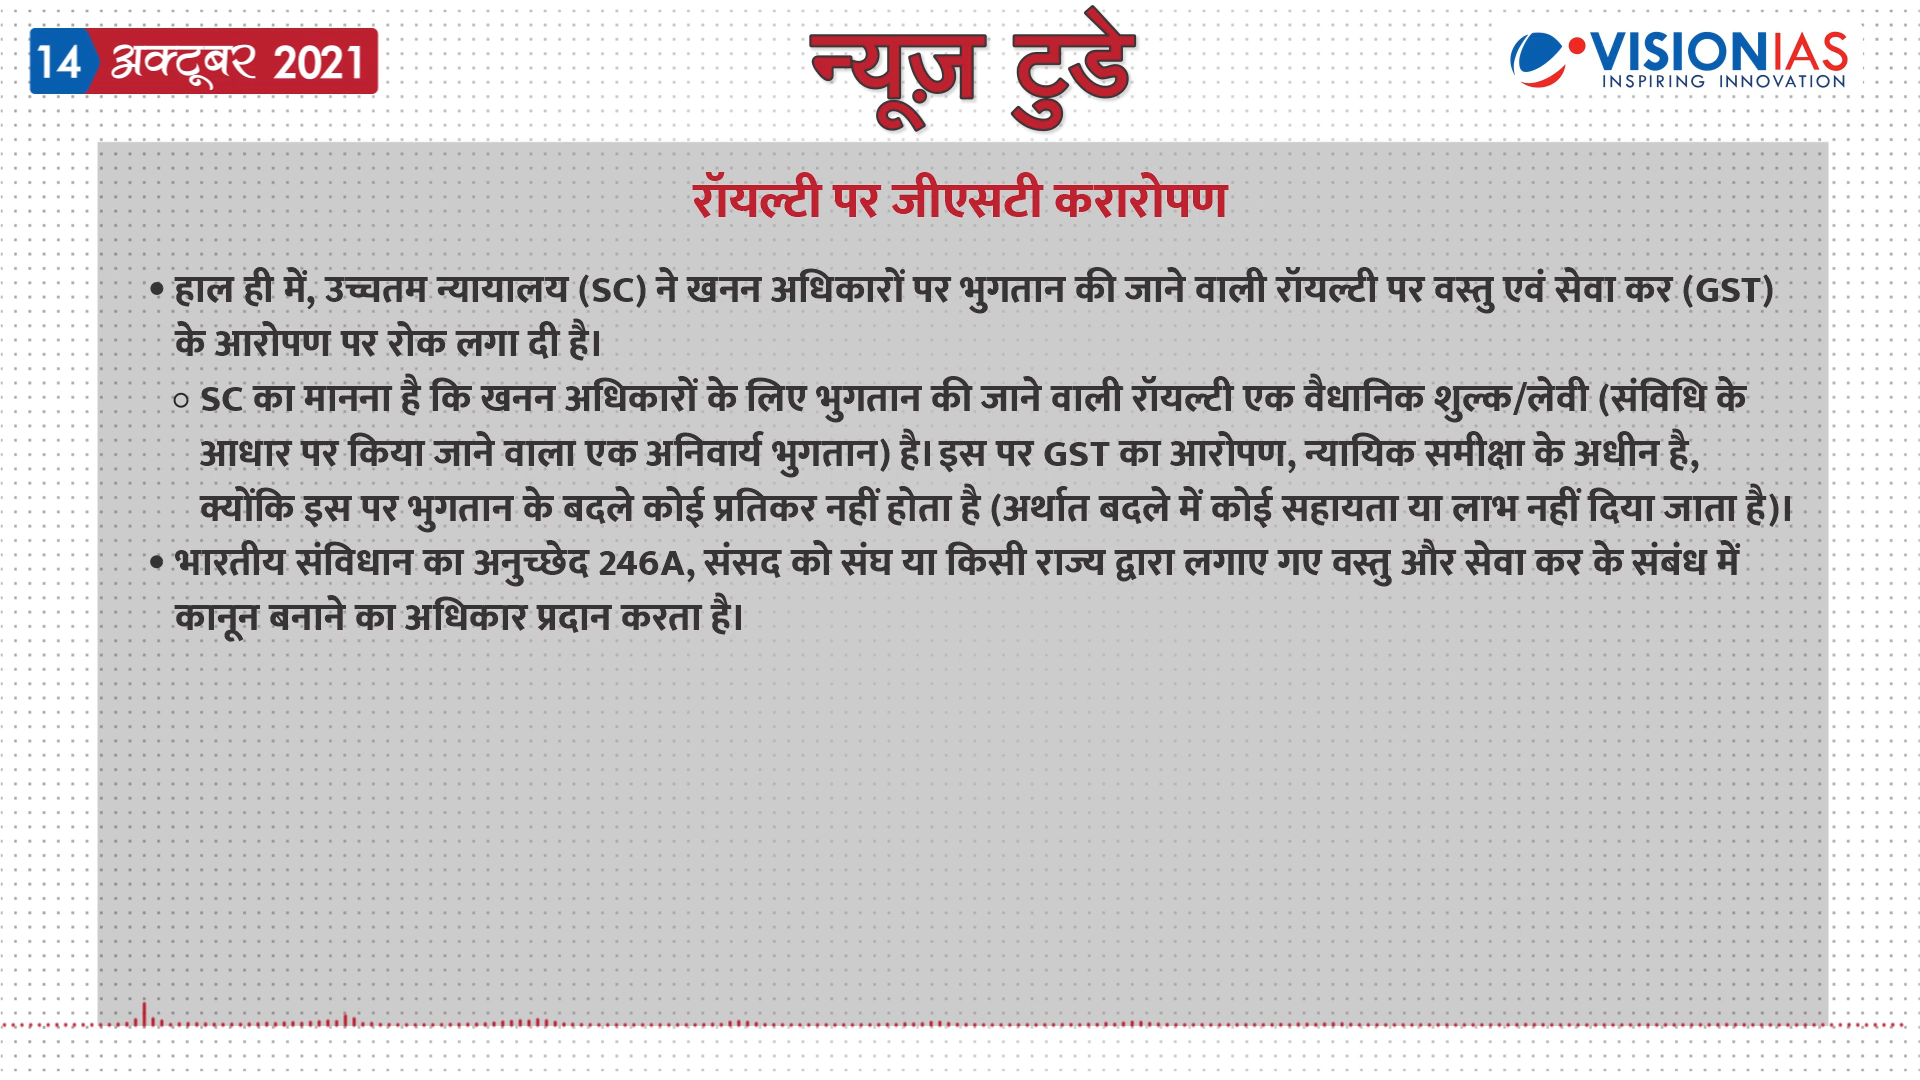 14 अक्टूबर 2021
न्यूज़ टुडे
VISIONIAS
INSPIRING INNOVATION
रॉयल्टी पर जीएसटी करारोपण
• हाल ही में, उच्चतम न्यायालय (SC) ने खनन अधिकारों पर भुगतान की जाने वाली रॉयल्टी पर वस्तु एवं सेवा कर (GST)
के आरोपण पर रोक लगा दी है।
○ SC का मानना है कि खनन अधिकारों के लिए भुगतान की जाने वाली रॉयल्टी एक वैधानिक शुल्क/लेवी (संविधि के
आधार पर किया जाने वाला एक अनिवार्य भुगतान) है। इस पर GST का आरोपण, न्यायिक समीक्षा के अधीन है,
क्योंकि इस पर भुगतान के बदले कोई प्रतिकर नहीं होता है (अर्थात बदले में कोई सहायता या लाभ नहीं दिया जाता है)।
• भारतीय संविधान का अनुच्छेद 246A, संसद को संघ या किसी राज्य द्वारा लगाए गए वस्तु और सेवा कर के संबंध में
कानून बनाने का अधिकार प्रदान करता है।